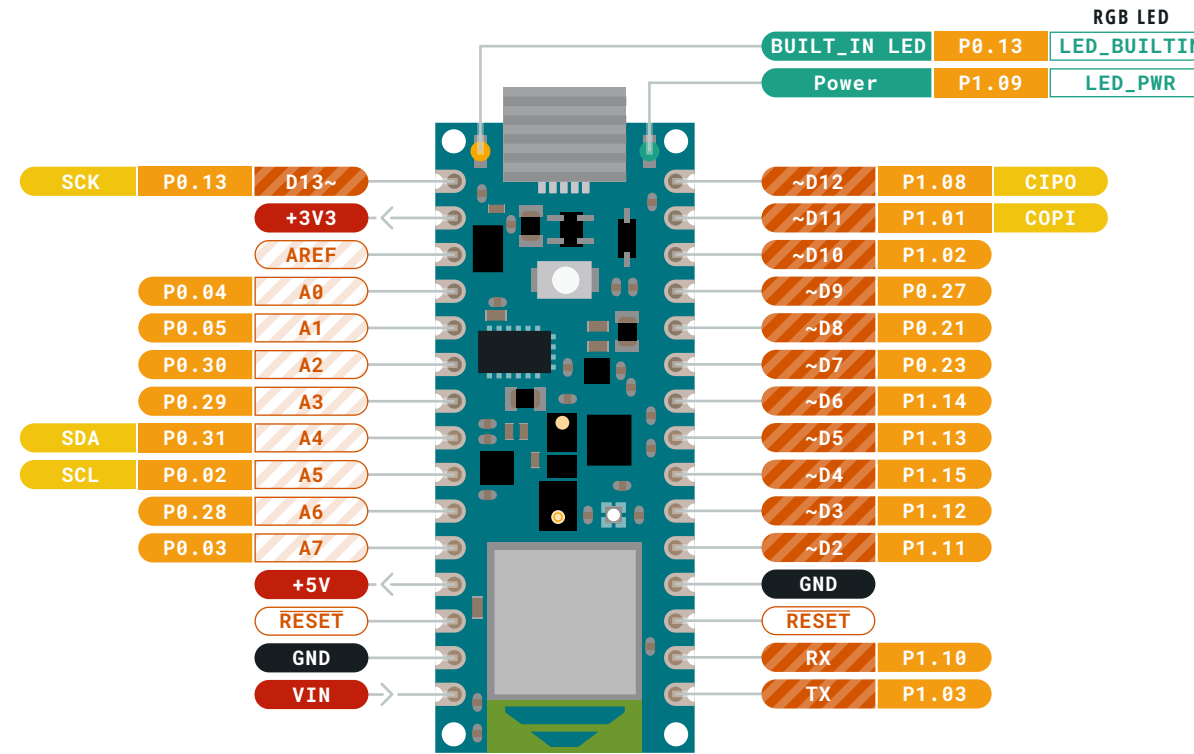 RGB LED
BUILT_IN LED P0.13 LED_BUILTIN
Power P1.09 LED_PWR
SCK P0.13 D13~ ~D12 P1.08 CIPO
+3V3 ~D11 P1.01 COPI
AREF ~D10 P1.02
P0.04 A0 ~D9 P0.27
P0.05 A1 ~D8 P0.21
P0.30 A2 ~D7 P0.23
P0.29 A3 ~D6 P1.14
SDA P0.31 A4 ~D5 P1.13
SCL P0.02 A5 ~D4 P1.15
P0.28 A6 ~D3 P1.12
P0.03 A7 ~D2 P1.11
+5V GND
RESET RESET
GND RX P1.10
VIN TX P1.03